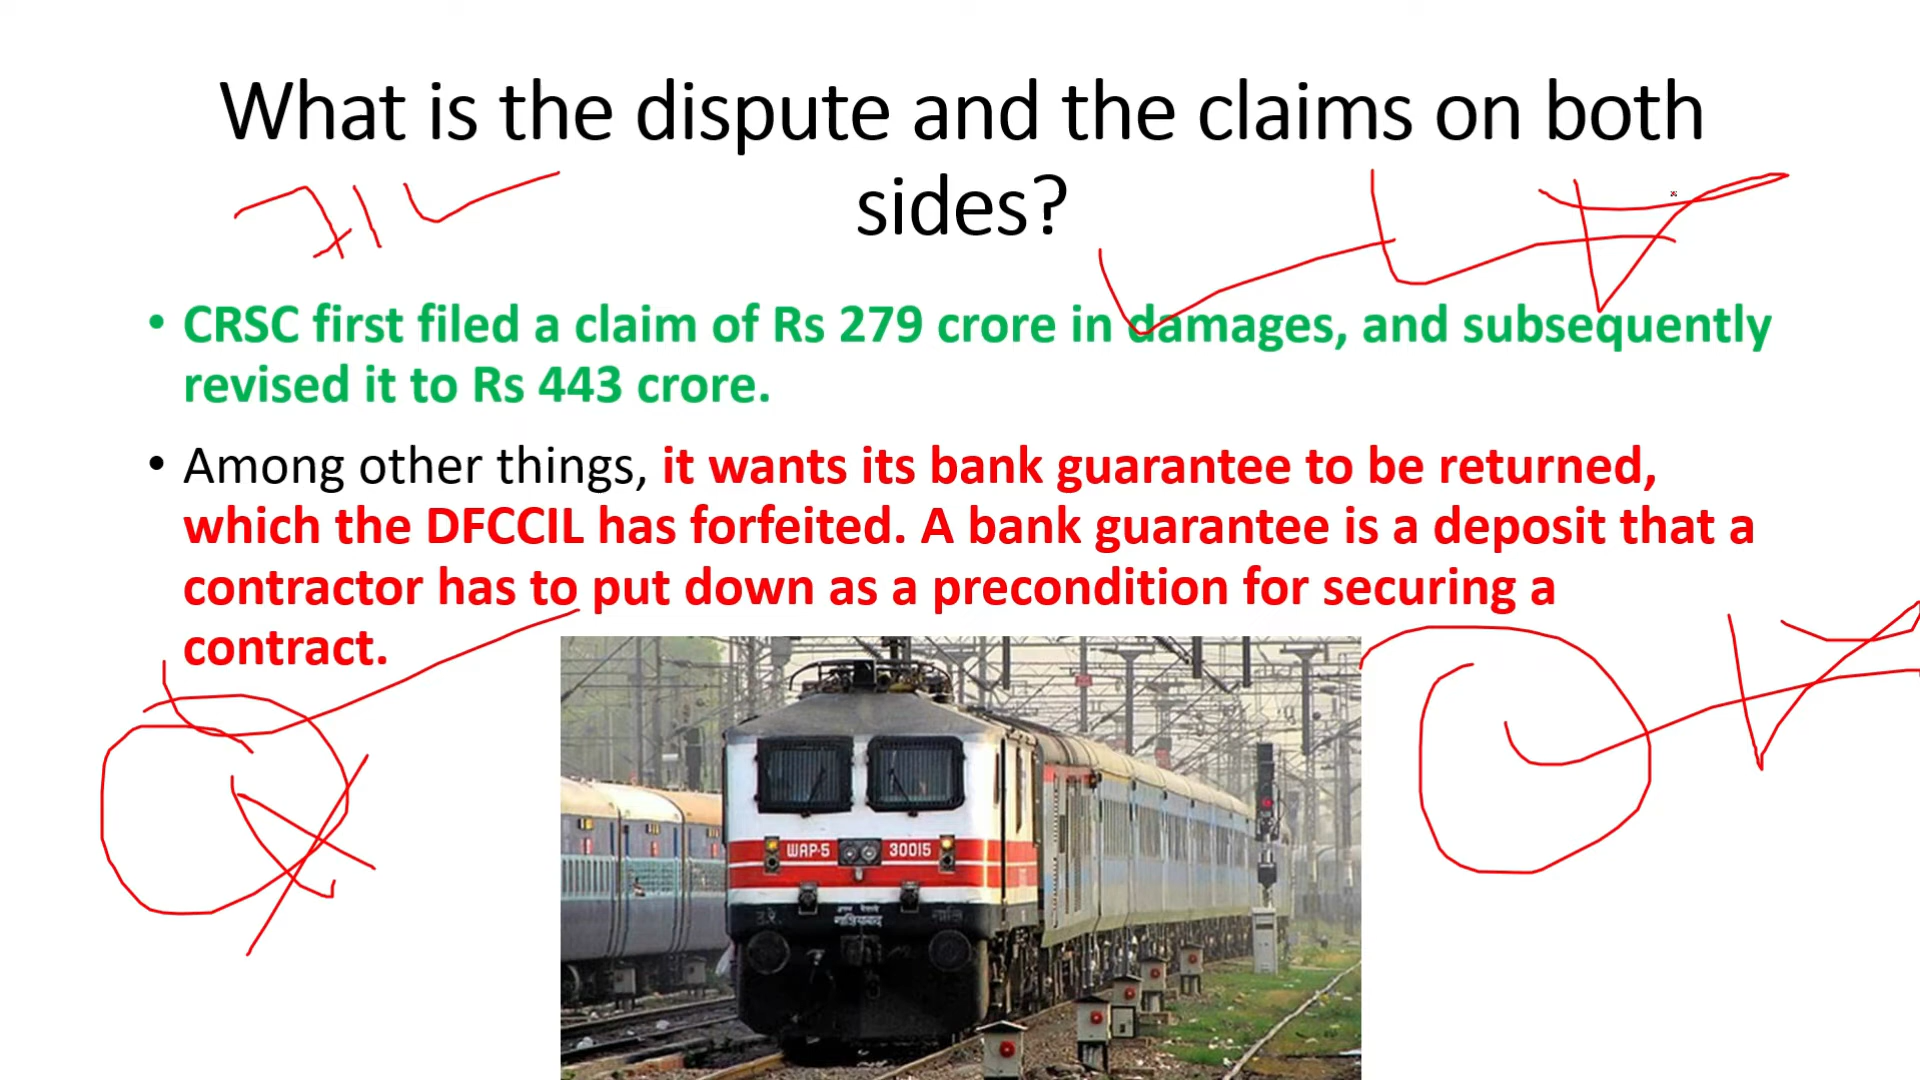 What is the dispute and the claims on both
sides?
• CRSC first filed a claim of Rs 279 crore in damages, and subsequently
revised it to Rs 443 crore.
• Among other things, it wants its bank guarantee to be returned,
which the DFCCIL has forfeited. A bank guarantee is a deposit that a
contractor has to put down as a precondition for securing a
contract.
WAP-5 30015